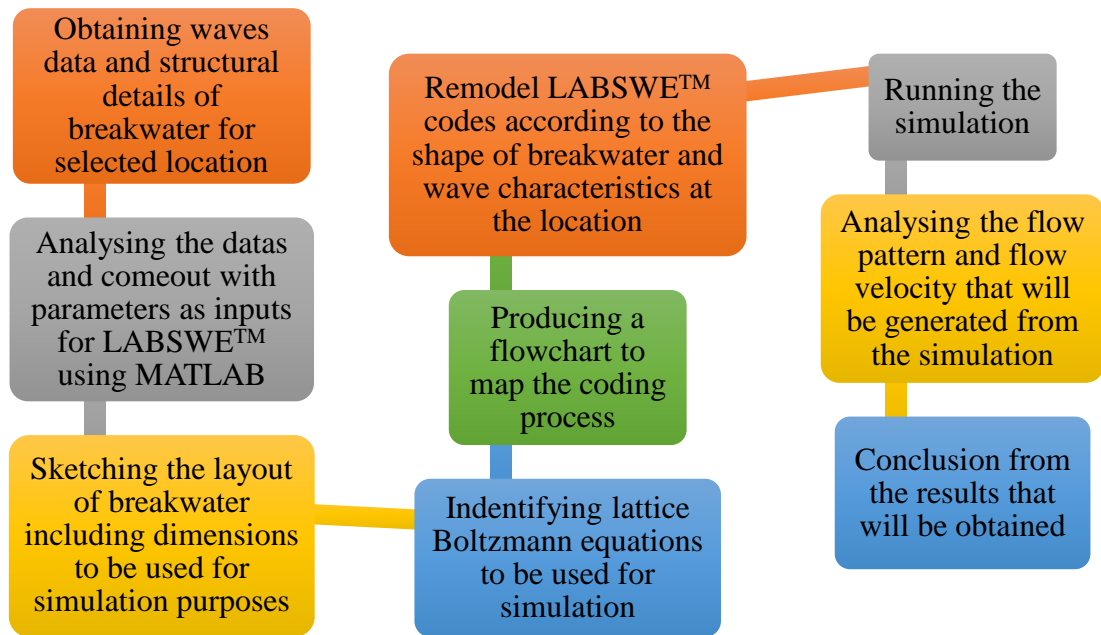 Obtaining waves
data and structural
details of
breakwater for
selected location
Analysing the datas
and comeout with
parameters as inputs
for LABSWE™
using MATLAB
Sketching the layout
of breakwater
including dimensions
to be used for
simulation purposes
Indentifying lattice
Boltzmann equations
to be used for
simulation
Producing a
flowchart to
map the coding
process
Remodel LABSWE™
codes according to the
shape of breakwater and
wave characteristics at
the location
Running the
simulation
Analysing the flow
pattern and flow
velocity that will
be generated from
the simulation
Conclusion from
the results that
will be obtained